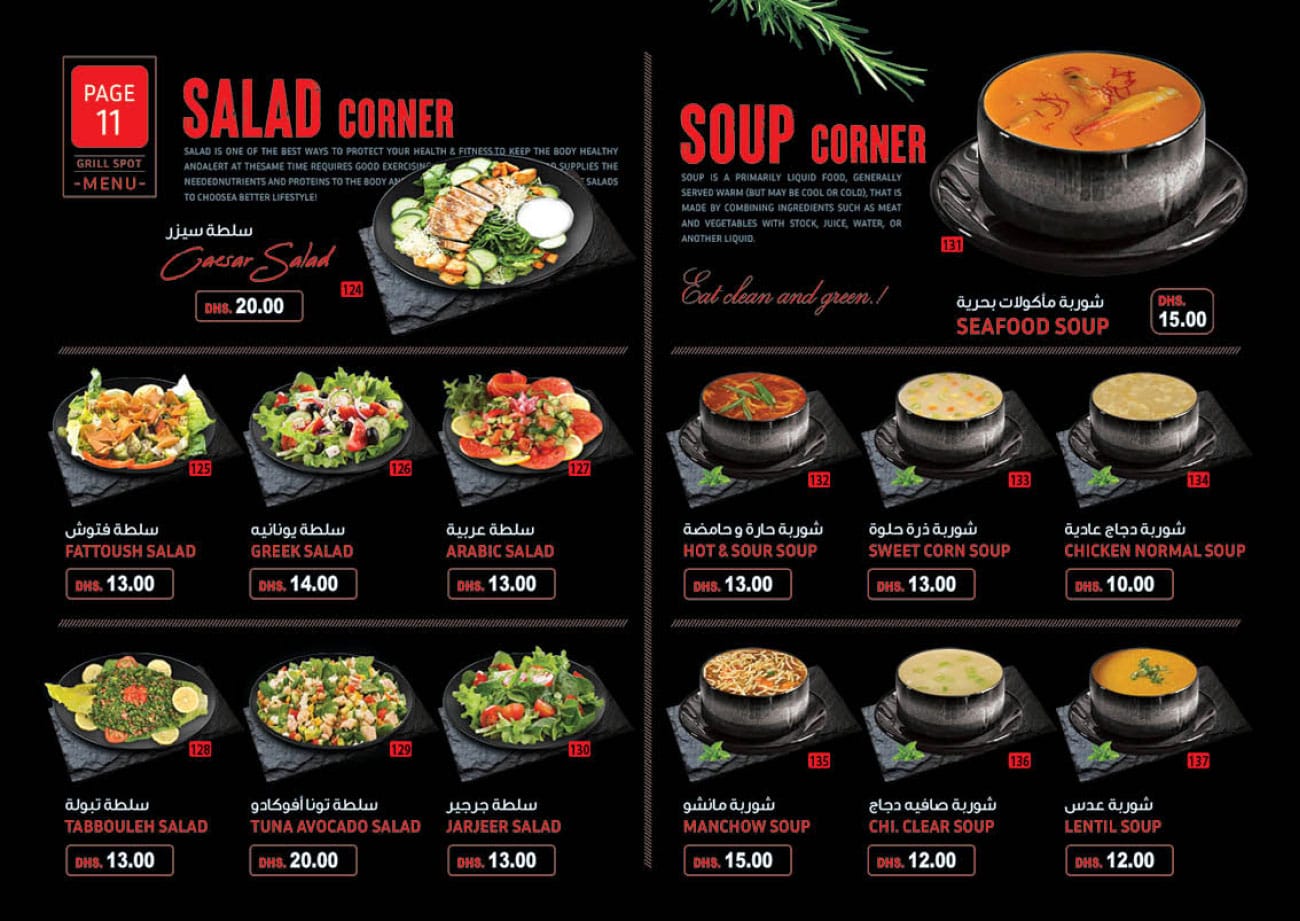 PAGE
11
GRILL SPOT
-MENU-
SALAD CORNER
SALAD IS ONE OF THE BEST WAYS TO PROTECT YOUR HEALTH & FITNESS.TO KEEP THE BODY HEALTHY
ANDALERT AT THESAME TIME REQUIRES GOOD EXERCISING SUPPLIES THE
NEEDEDNUTRIENTS AND PROTEINS TO THE BODY SALADS
TO CHOOSEA BETTER LIFESTYLE!
سلطة سيزر
Caesar Salad
124
DHS. 20.00
125
سلطة فتوش
FATTOUSH SALAD
DHS. 13.00
126
سلطة يونانيه
GREEK SALAD
DHS. 14.00
127
سلطة عربية
ARABIC SALAD
DHS. 13.00
128
سلطة تبولة
TABBOULEH SALAD
DHS. 13.00
129
سلطة تونا أفوكادو
TUNA AVOCADO SALAD
DHS. 20.00
130
سلطة جرجير
JARJEER SALAD
DHS. 13.00
SOUP CORNER
SOUP IS A PRIMARILY LIQUID FOOD, GENERALLY
SERVED WARM (BUT MAY BE COOL OR COLD), THAT IS
MADE BY COMBINING INGREDIENTS SUCH AS MEAT
AND VEGETABLES WITH STOCK, JUICE, WATER, OR
ANOTHER LIQUID.
Eat clean and green.!
131
شوربة مأكولات بحرية
SEAFOOD SOUP
DHS.
15.00
132
شوربة حارة و حامضة
HOT & SOUR SOUP
DHS. 13.00
133
شوربة ذرة حلوة
SWEET CORN SOUP
DHS. 13.00
134
شوربة دجاج عادية
CHICKEN NORMAL SOUP
DHS. 10.00
135
شوربة مانشو
MANCHOW SOUP
DHS. 15.00
136
شوربة صافيه دجاج
CHI. CLEAR SOUP
DHS. 12.00
137
شوربة عدس
LENTIL SOUP
DHS. 12.00